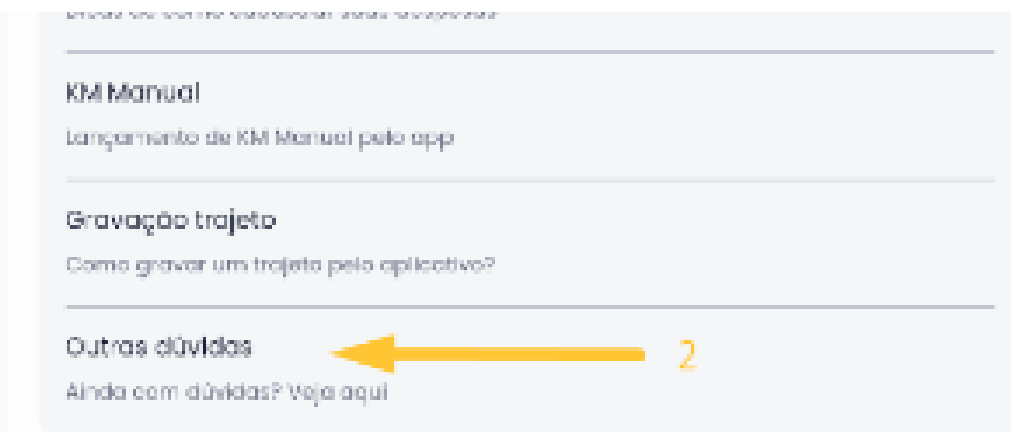 KM Manual
Lançamento de KM Manual pelo app
Gravação trajeto
Como gravar um trajeto pelo aplicativo?
Outras dúvidas
2
Ainda com dúvidas? Veja aqui